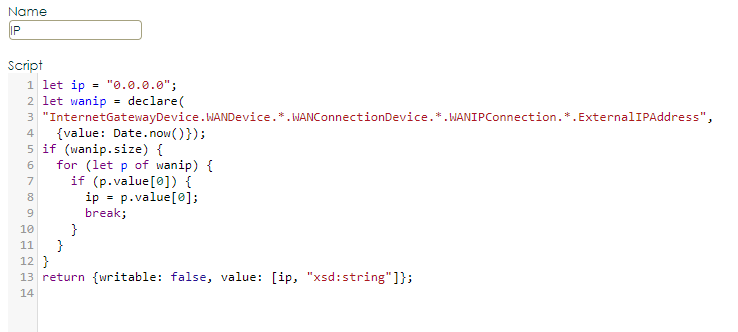 Name
IP
Script
1 let ip = "0.0.0.0";
2 let wanip = declare(
3 "InternetGatewayDevice.WANDevice.*.WANConnectionDevice.*.WANIPConnection.*.ExternalIPAddress",
4   {value: Date.now()});
5 if (wanip.size) {
6   for (let p of wanip) {
7     if (p.value[0]) {
8       ip = p.value[0];
9       break;
10     }
11   }
12 }
13 return {writable: false, value: [ip, "xsd:string"]};
14